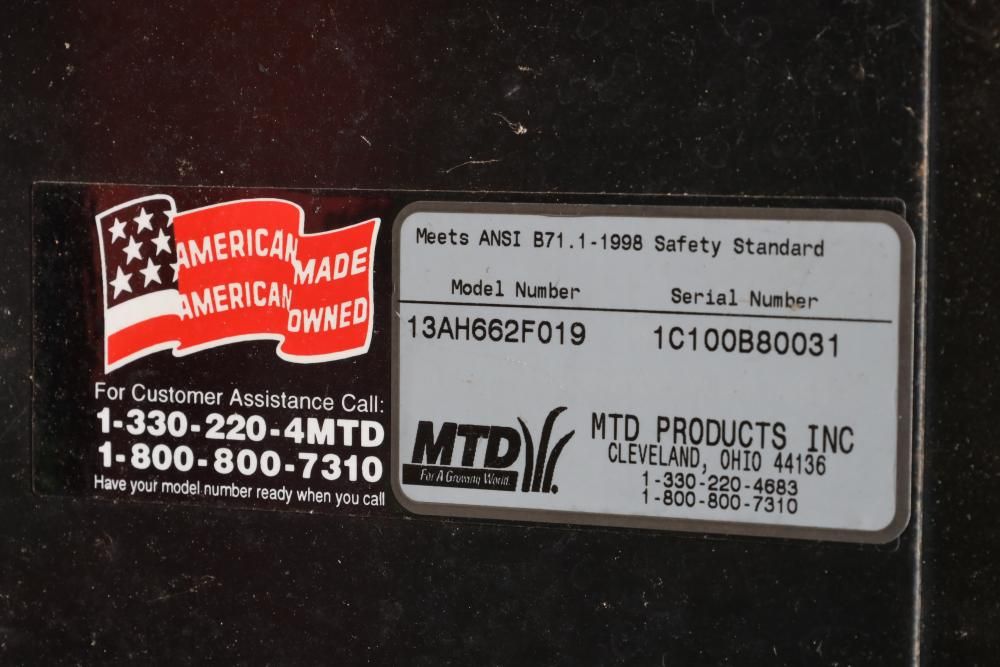 AMERICAN MADE
AMERICAN OWNED
For Customer Assistance Call:
1-330-220-4MTD
1-800-800-7310
Have your model number ready when you call
Meets ANSI B71.1-1998 Safety Standard
Model Number Serial Number
13AH662F019 1C100B80031
MTD
For A Growing World.
MTD PRODUCTS INC
CLEVELAND, OHIO 44136
1-330-220-4683
1-800-800-7310